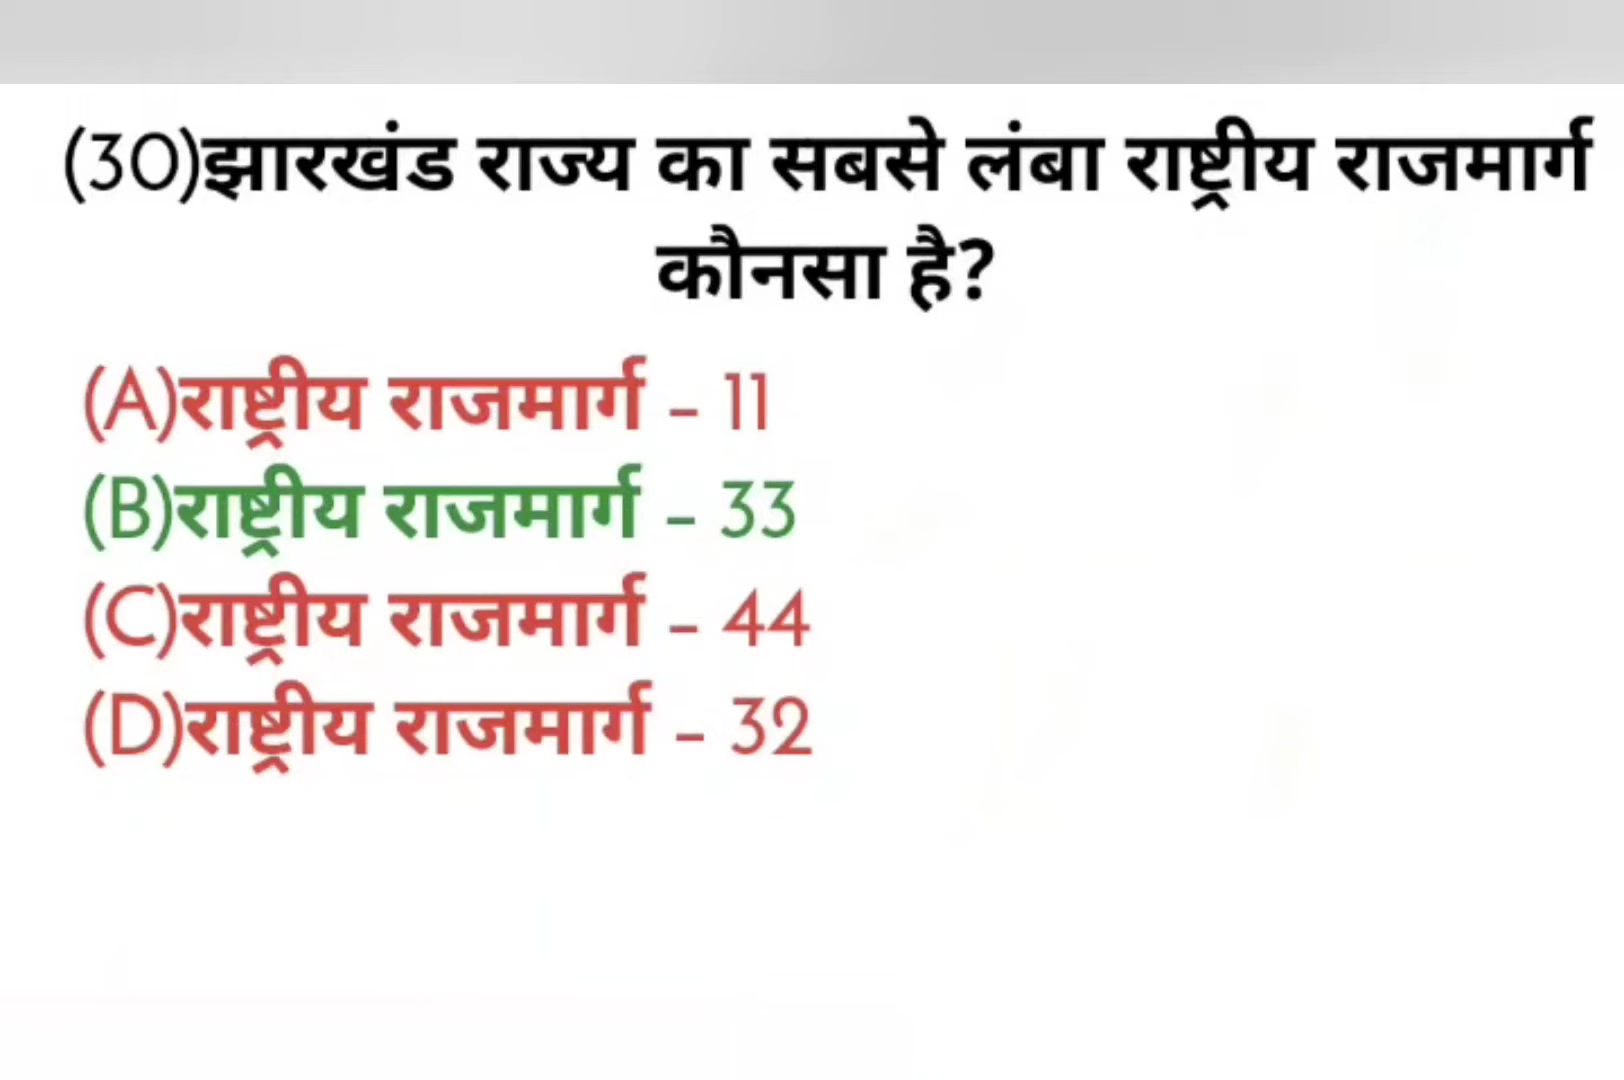 (30)झारखंड राज्य का सबसे लंबा राष्ट्रीय राजमार्ग
कौनसा है?
(A)राष्ट्रीय राजमार्ग - 11
(B)राष्ट्रीय राजमार्ग - 33
(C)राष्ट्रीय राजमार्ग - 44
(D)राष्ट्रीय राजमार्ग - 32